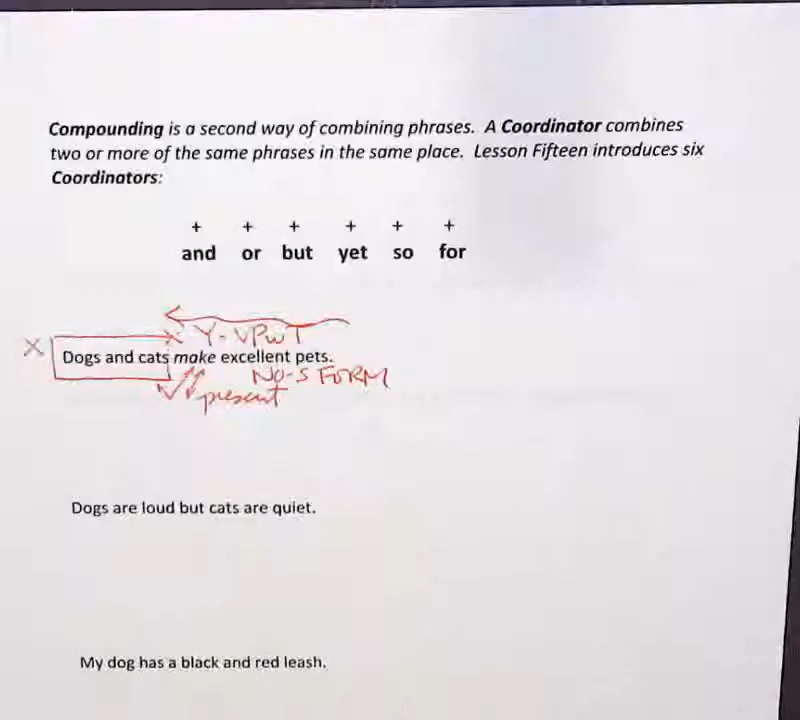 Compounding is a second way of combining phrases. A Coordinator combines
two or more of the same phrases in the same place. Lesson Fifteen introduces six
Coordinators:
+ + + + + +
and or but yet so for
X Y-VPwT
Dogs and cats make excellent pets.
NO-S FORM
present
Dogs are loud but cats are quiet.
My dog has a black and red leash.